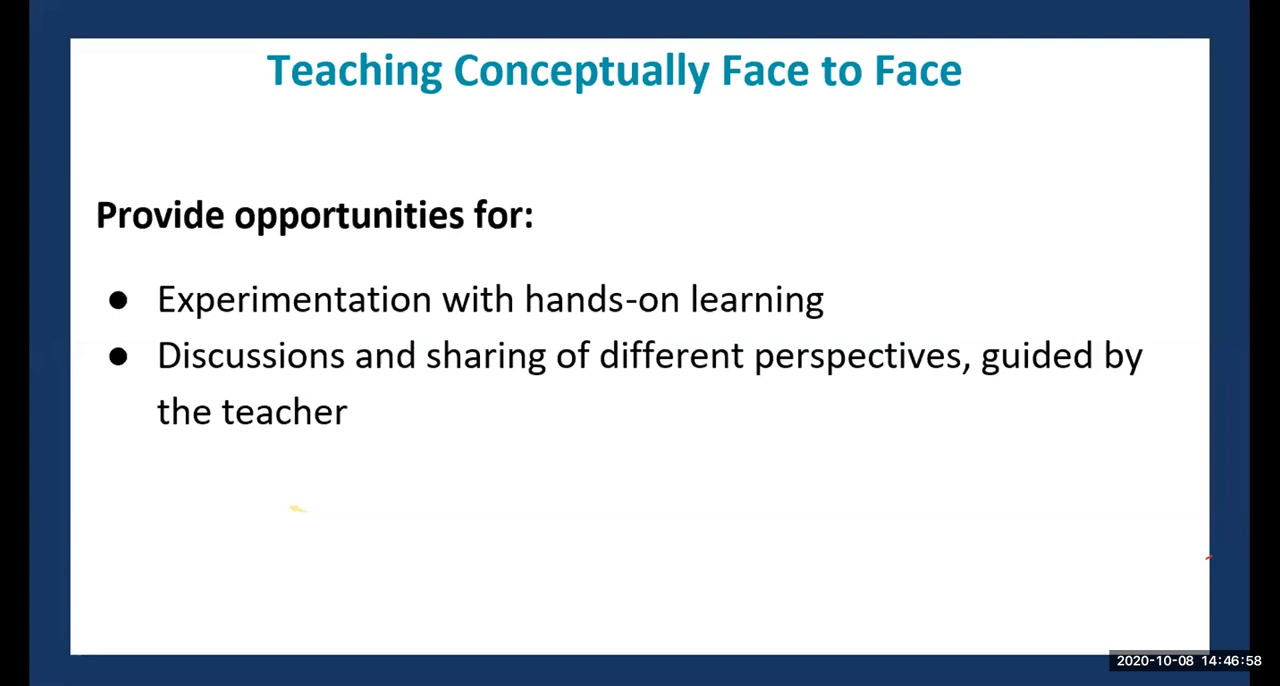 Teaching Conceptually Face to Face
Provide opportunities for:
● Experimentation with hands-on learning
● Discussions and sharing of different perspectives, guided by
the teacher
2020-10-08 14:46:58